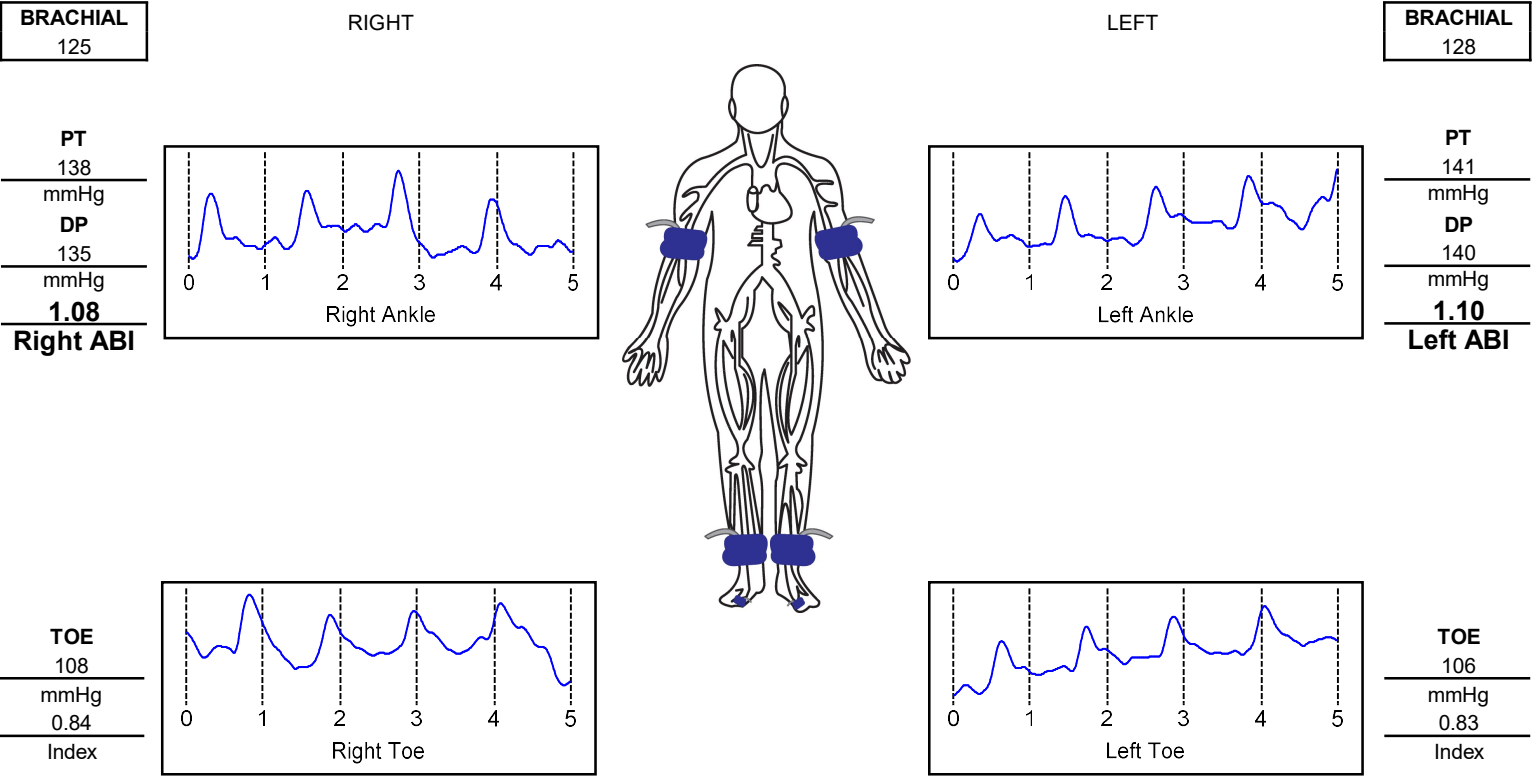 BRACHIAL
125
RIGHT
LEFT
BRACHIAL
128
PT
138
mmHg
DP
135
mmHg
1.08
Right ABI
0 1 2 3 4 5
Right Ankle
0 1 2 3 4 5
Left Ankle
PT
141
mmHg
DP
140
mmHg
1.10
Left ABI
TOE
108
mmHg
0.84
Index
0 1 2 3 4 5
Right Toe
0 1 2 3 4 5
Left Toe
TOE
106
mmHg
0.83
Index